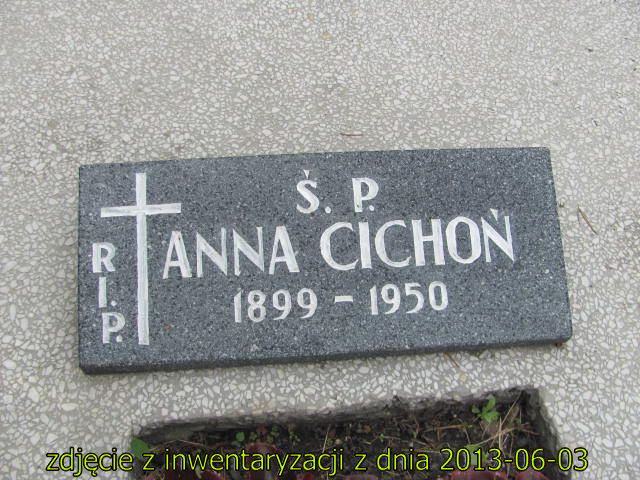 Ś. P.
ANNA CICHOŃ
1899 - 1950
R
I.
P.
zdjęcie z inwentaryzacji z dnia 2013-06-03